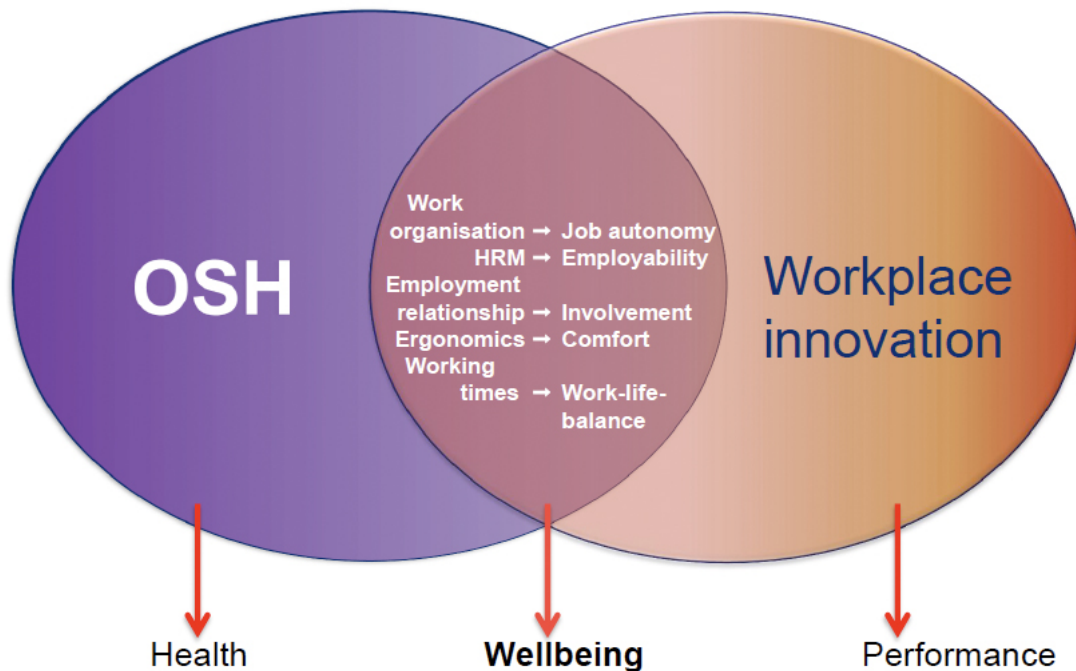 OSH
Work
organisation → Job autonomy
HRM → Employability
Employment
relationship → Involvement
Ergonomics → Comfort
Working
times → Work-life-
balance
Workplace
innovation
Health
Wellbeing
Performance